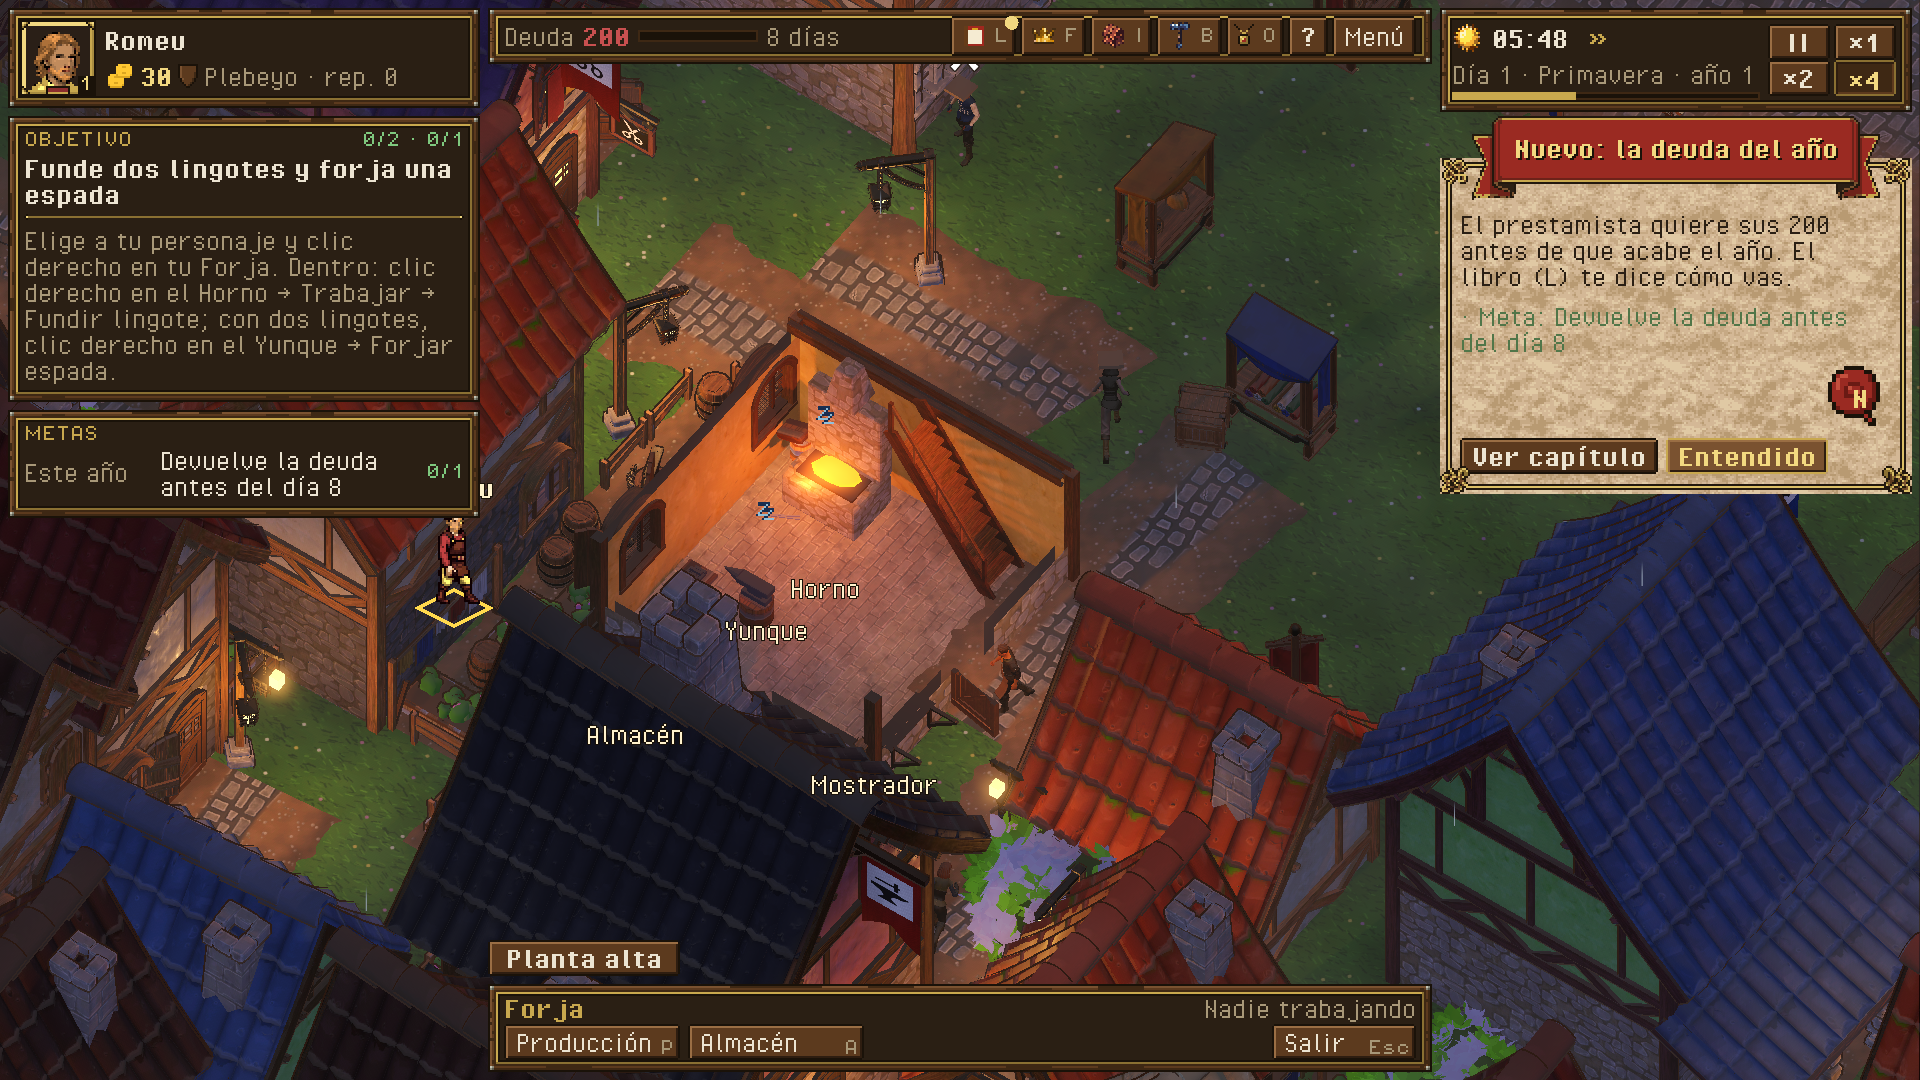 Romeu
1
30 Plebeyo · rep. 0
Deuda 200 8 días
L
F
I
B
O
?
Menú
05:48 »
Día 1 · Primavera · año 1
II
×1
×2
×4
OBJETIVO 0/2 · 0/1
Funde dos lingotes y forja una
espada
Elige a tu personaje y clic
derecho en tu Forja. Dentro: clic
derecho en el Horno → Trabajar →
Fundir lingote; con dos lingotes,
clic derecho en el Yunque → Forjar
espada.
METAS
Este año
Devuelve la deuda
antes del día 8
0/1
u
Nuevo: la deuda del año
El prestamista quiere sus 200
antes de que acabe el año. El
libro (L) te dice cómo vas.
· Meta: Devuelve la deuda antes
del día 8
N
Ver capítulo
Entendido
z
z
Horno
Yunque
Almacén
Mostrador
Planta alta
Forja
Nadie trabajando
Producción P
Almacén A
Salir Esc